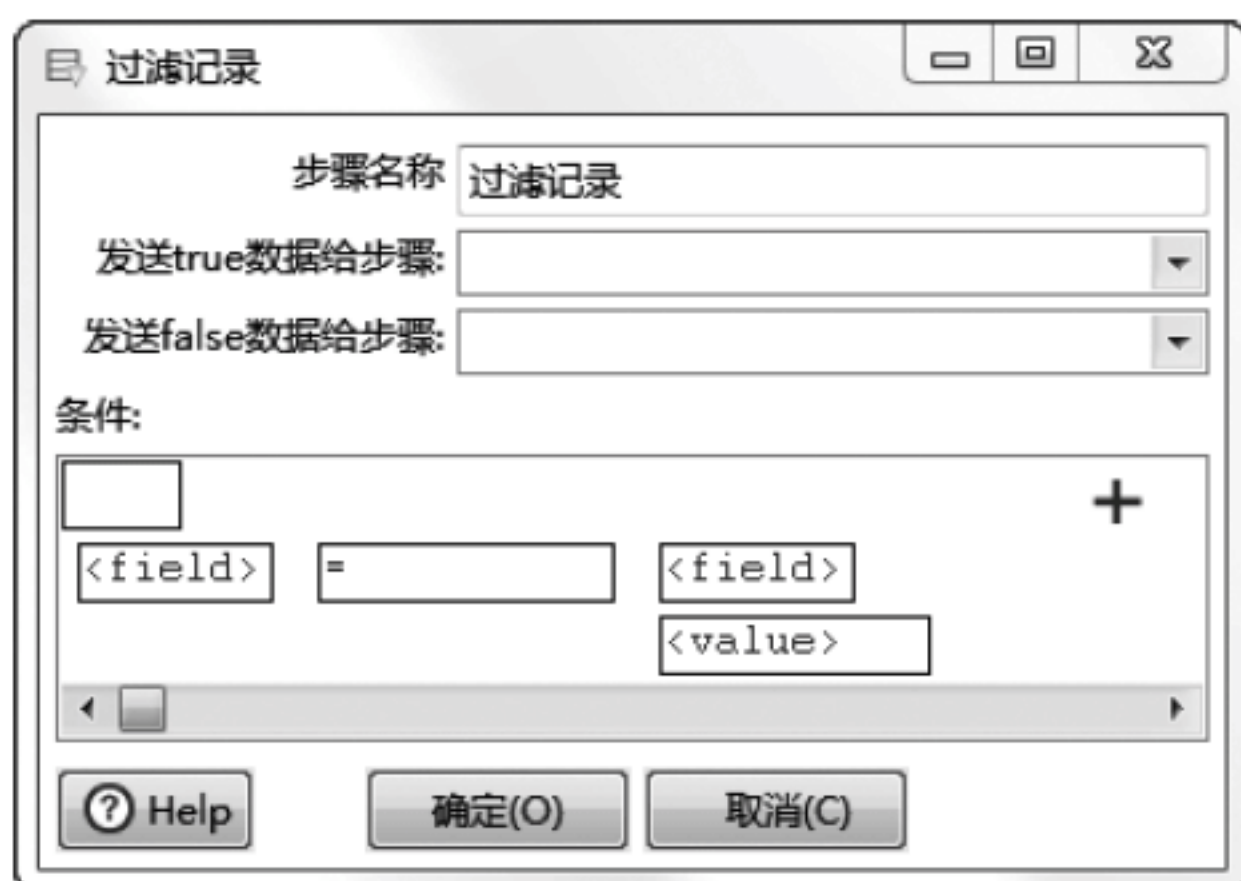 过滤记录
步骤名称 过滤记录
发送true数据给步骤:
发送false数据给步骤:
条件:
<field> = <field>
<value>
Help 确定(O) 取消(C)